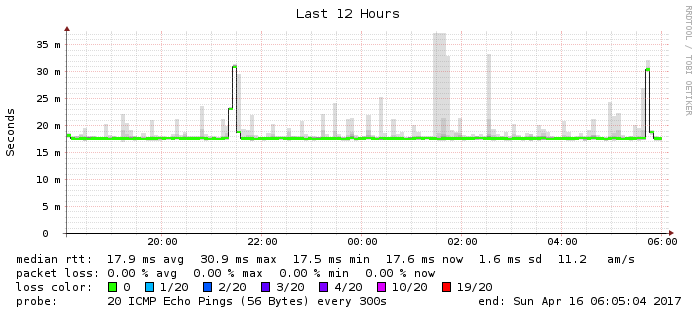 Last 12 Hours
RRDTOOL / TOBI OETIKER
Seconds
35 m
30 m
25 m
20 m
15 m
10 m
5 m
0
20:00 22:00 00:00 02:00 04:00 06:00
median rtt: 17.9 ms avg 30.9 ms max 17.5 ms min 17.6 ms now 1.6 ms sd 11.2 am/s
packet loss: 0.00 % avg 0.00 % max 0.00 % min 0.00 % now
loss color: 0 1/20 2/20 3/20 4/20 10/20 19/20
probe: 20 ICMP Echo Pings (56 Bytes) every 300s end: Sun Apr 16 06:05:04 2017